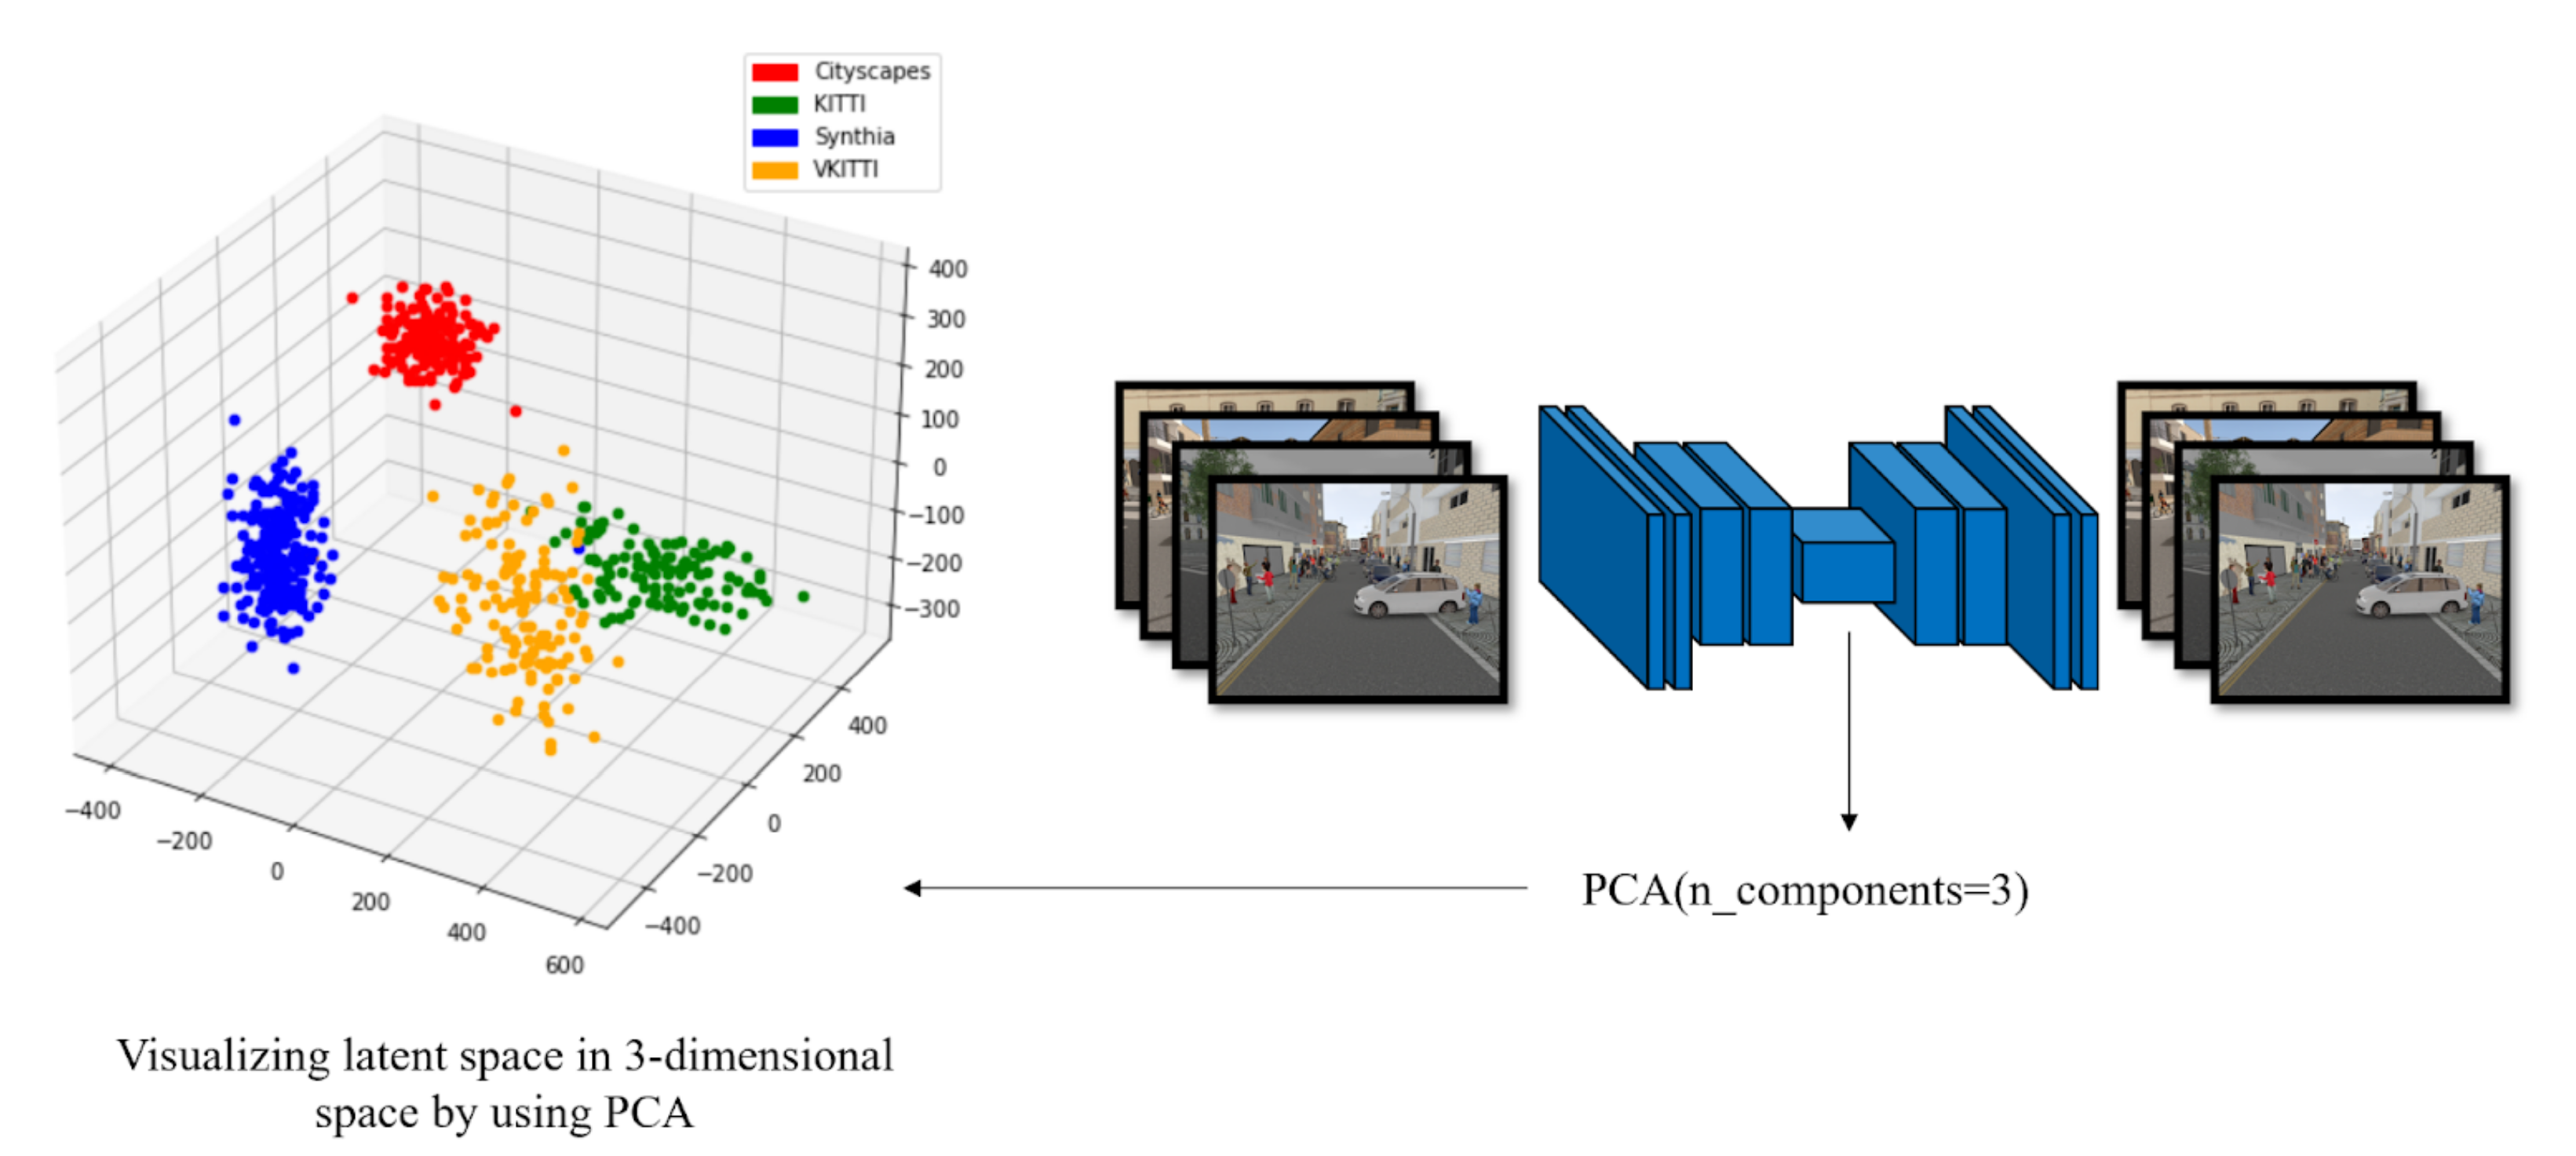 Cityscapes
KITTI
Synthia
VKITTI
400
300
200
100
0
−100
−200
−300
400
200
0
−200
−400
−400
−200
0
200
400
600
PCA(n_components=3)
Visualizing latent space in 3-dimensional
space by using PCA